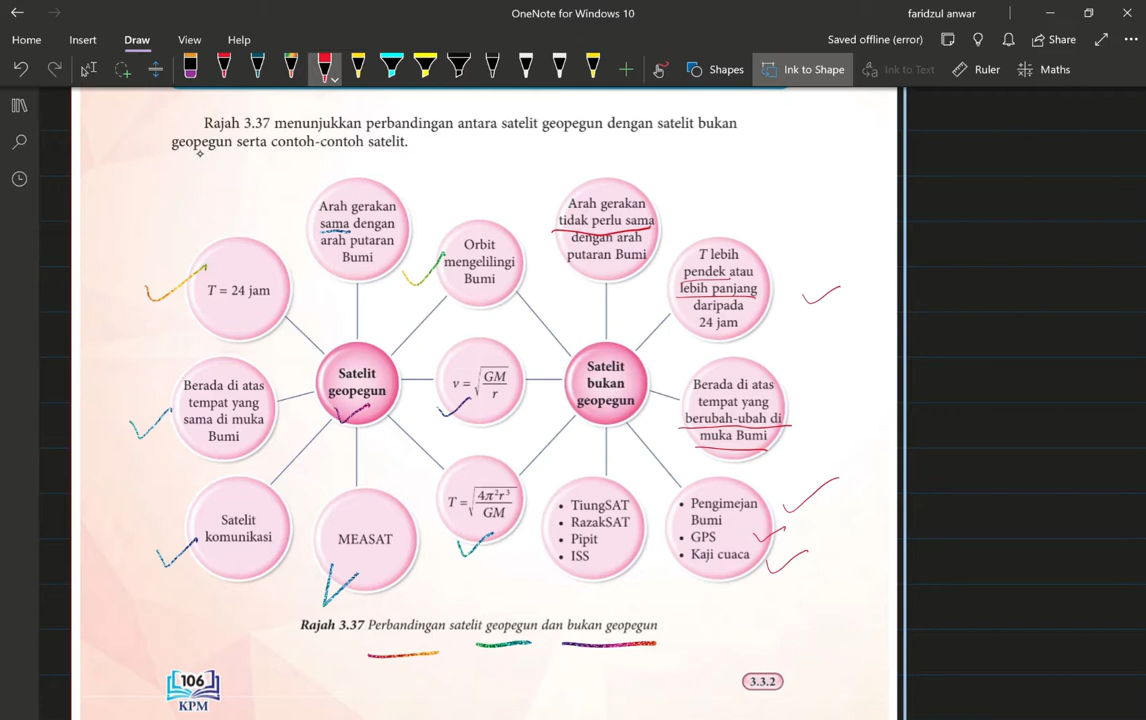 OneNote for Windows 10
faridzul anwar
Home
Insert
Draw
View
Help
Saved offline (error)
Share
Shapes
Ink to Shape
Ink to Text
Ruler
Maths
Rajah 3.37 menunjukkan perbandingan antara satelit geopegun dengan satelit bukan
geopegun serta contoh-contoh satelit.
Arah gerakan
sama dengan
arah putaran
Bumi
Arah gerakan
tidak perlu sama
dengan arah
putaran Bumi
Orbit
mengelilingi
Bumi
T = 24 jam
T lebih
pendek atau
lebih panjang
daripada
24 jam
Satelit
geopegun
v = √(GM/r)
Satelit
bukan
geopegun
Berada di atas
tempat yang
sama di muka
Bumi
Berada di atas
tempat yang
berubah-ubah di
muka Bumi
T = √(4π²r³/GM)
Satelit
komunikasi
MEASAT
• TiungSAT
• RazakSAT
• Pipit
• ISS
• Pengimejan
Bumi
• GPS
• Kaji cuaca
Rajah 3.37 Perbandingan satelit geopegun dan bukan geopegun
106
KPM
3.3.2